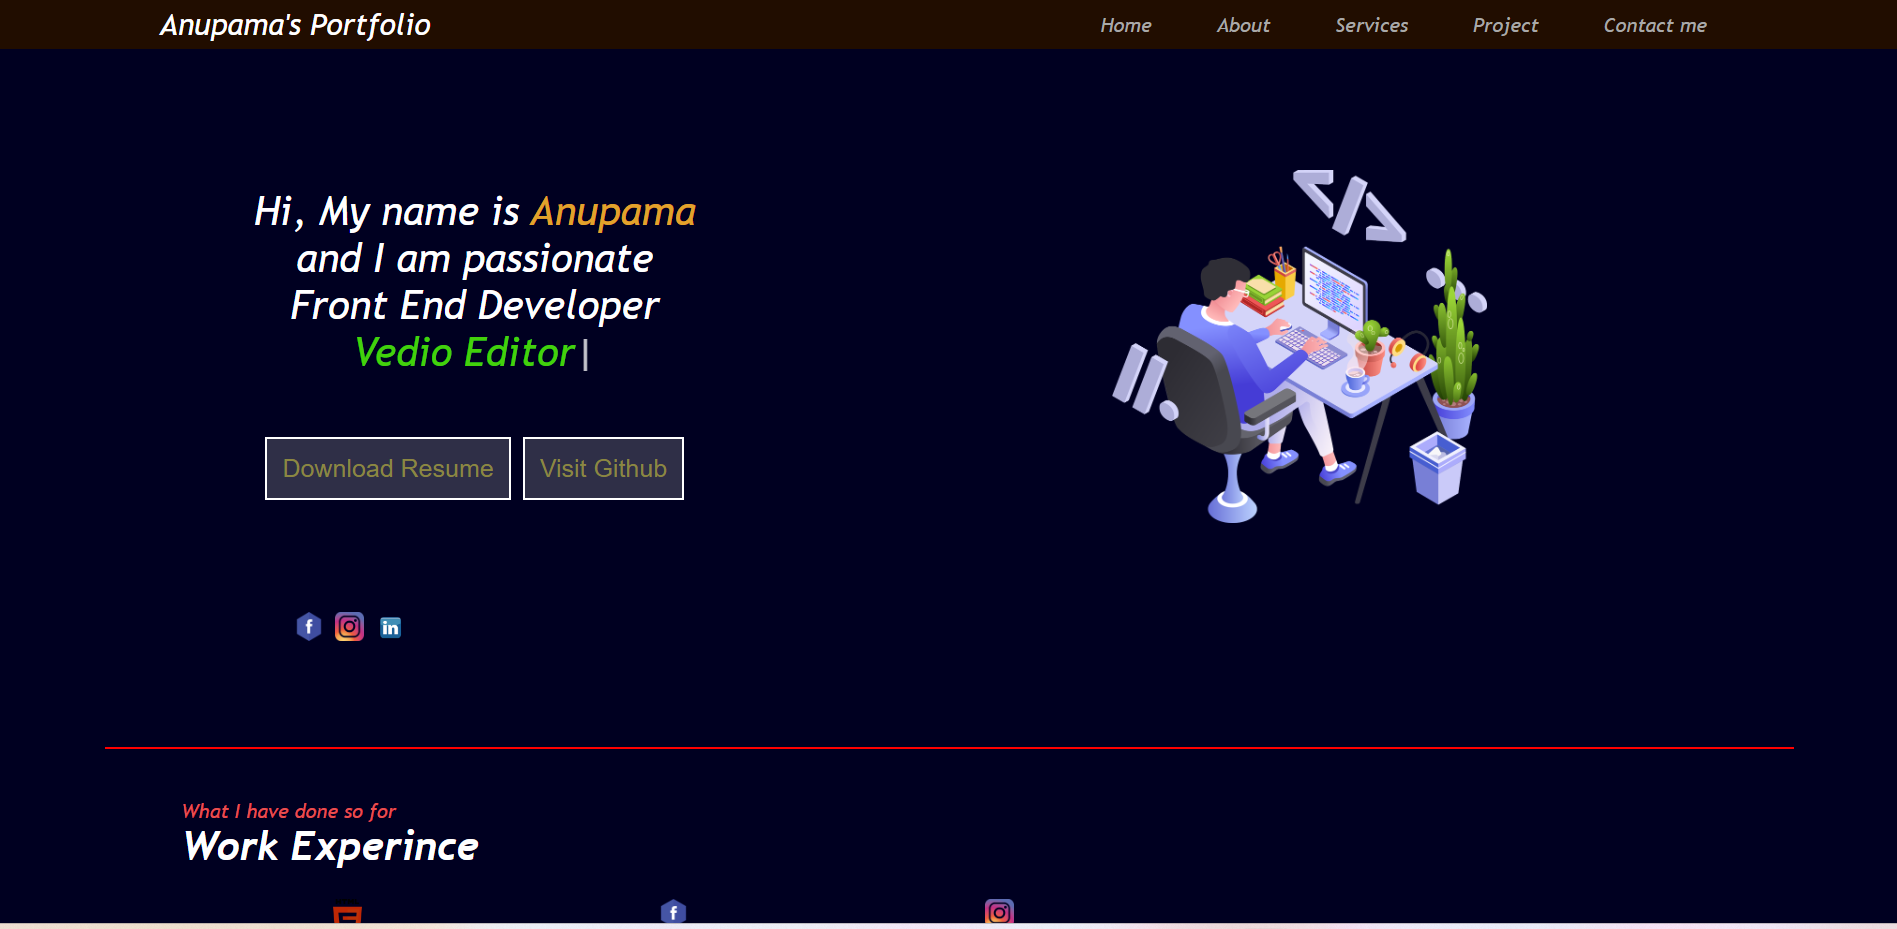 Anupama's Portfolio
Home About Services Project Contact me
Hi, My name is Anupama
and I am passionate
Front End Developer
Vedio Editor|
Download Resume Visit Github
What I have done so for
Work Experince